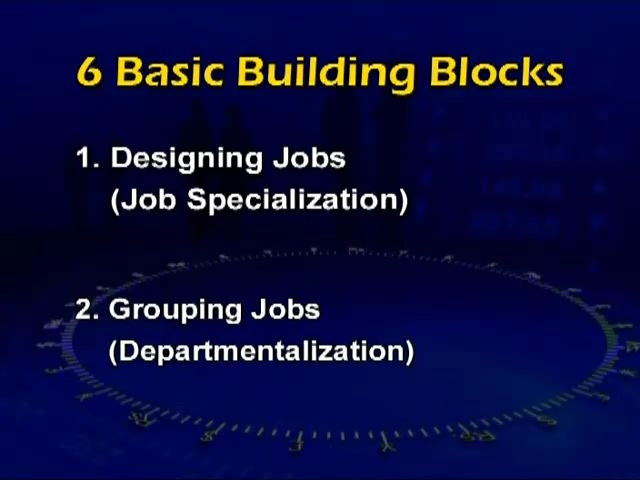 6 Basic Building Blocks
1. Designing Jobs
(Job Specialization)
2. Grouping Jobs
(Departmentalization)